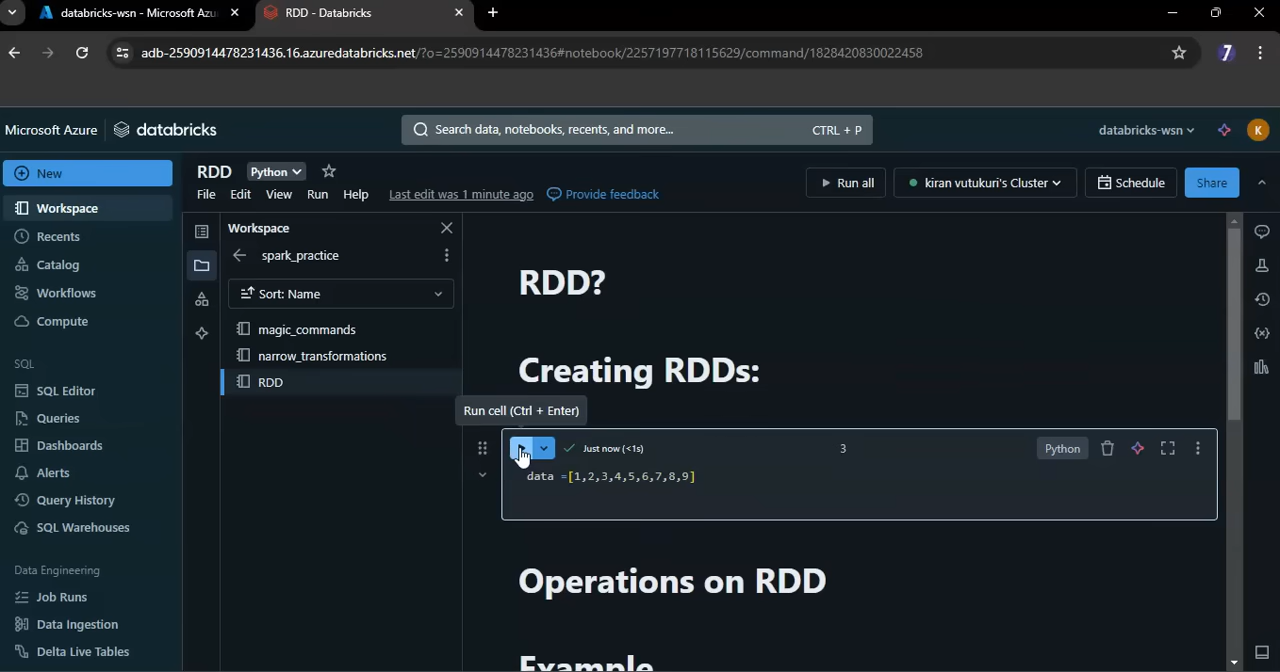 databricks-wsn - Microsoft Azu
RDD - Databricks
adb-2590914478231436.16.azuredatabricks.net/?o=2590914478231436#notebook/2257197718115629/command/1828420830022458
7
Microsoft Azure
databricks
Search data, notebooks, recents, and more...
CTRL + P
databricks-wsn
K
New
Workspace
Recents
Catalog
Workflows
Compute
SQL
SQL Editor
Queries
Dashboards
Alerts
Query History
SQL Warehouses
Data Engineering
Job Runs
Data Ingestion
Delta Live Tables
RDD
Python
File Edit View Run Help Last edit was 1 minute ago Provide feedback
Run all
kiran vutukuri's Cluster
Schedule
Share
Workspace
spark_practice
Sort: Name
magic_commands
narrow_transformations
RDD
RDD?
Creating RDDs:
Run cell (Ctrl + Enter)
Just now (<1s)
3
Python
data =[1,2,3,4,5,6,7,8,9]
Operations on RDD
Example